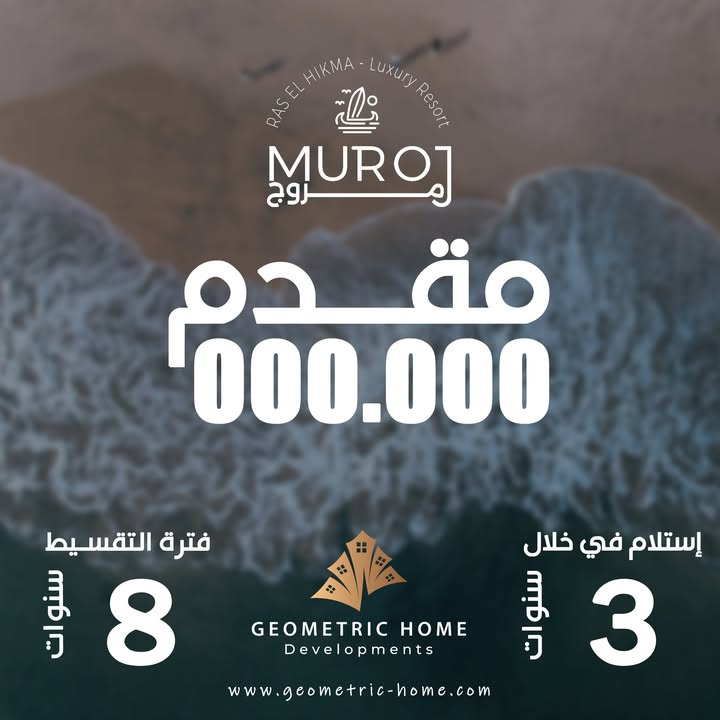 RAS EL HIKMA - Luxury Resort
MUROJ
مروج
مقدم
000.000
إستلام في خلال
3 سنوات
فترة التقسيط
8 سنوات
GEOMETRIC HOME
Developments
www.geometric-home.com